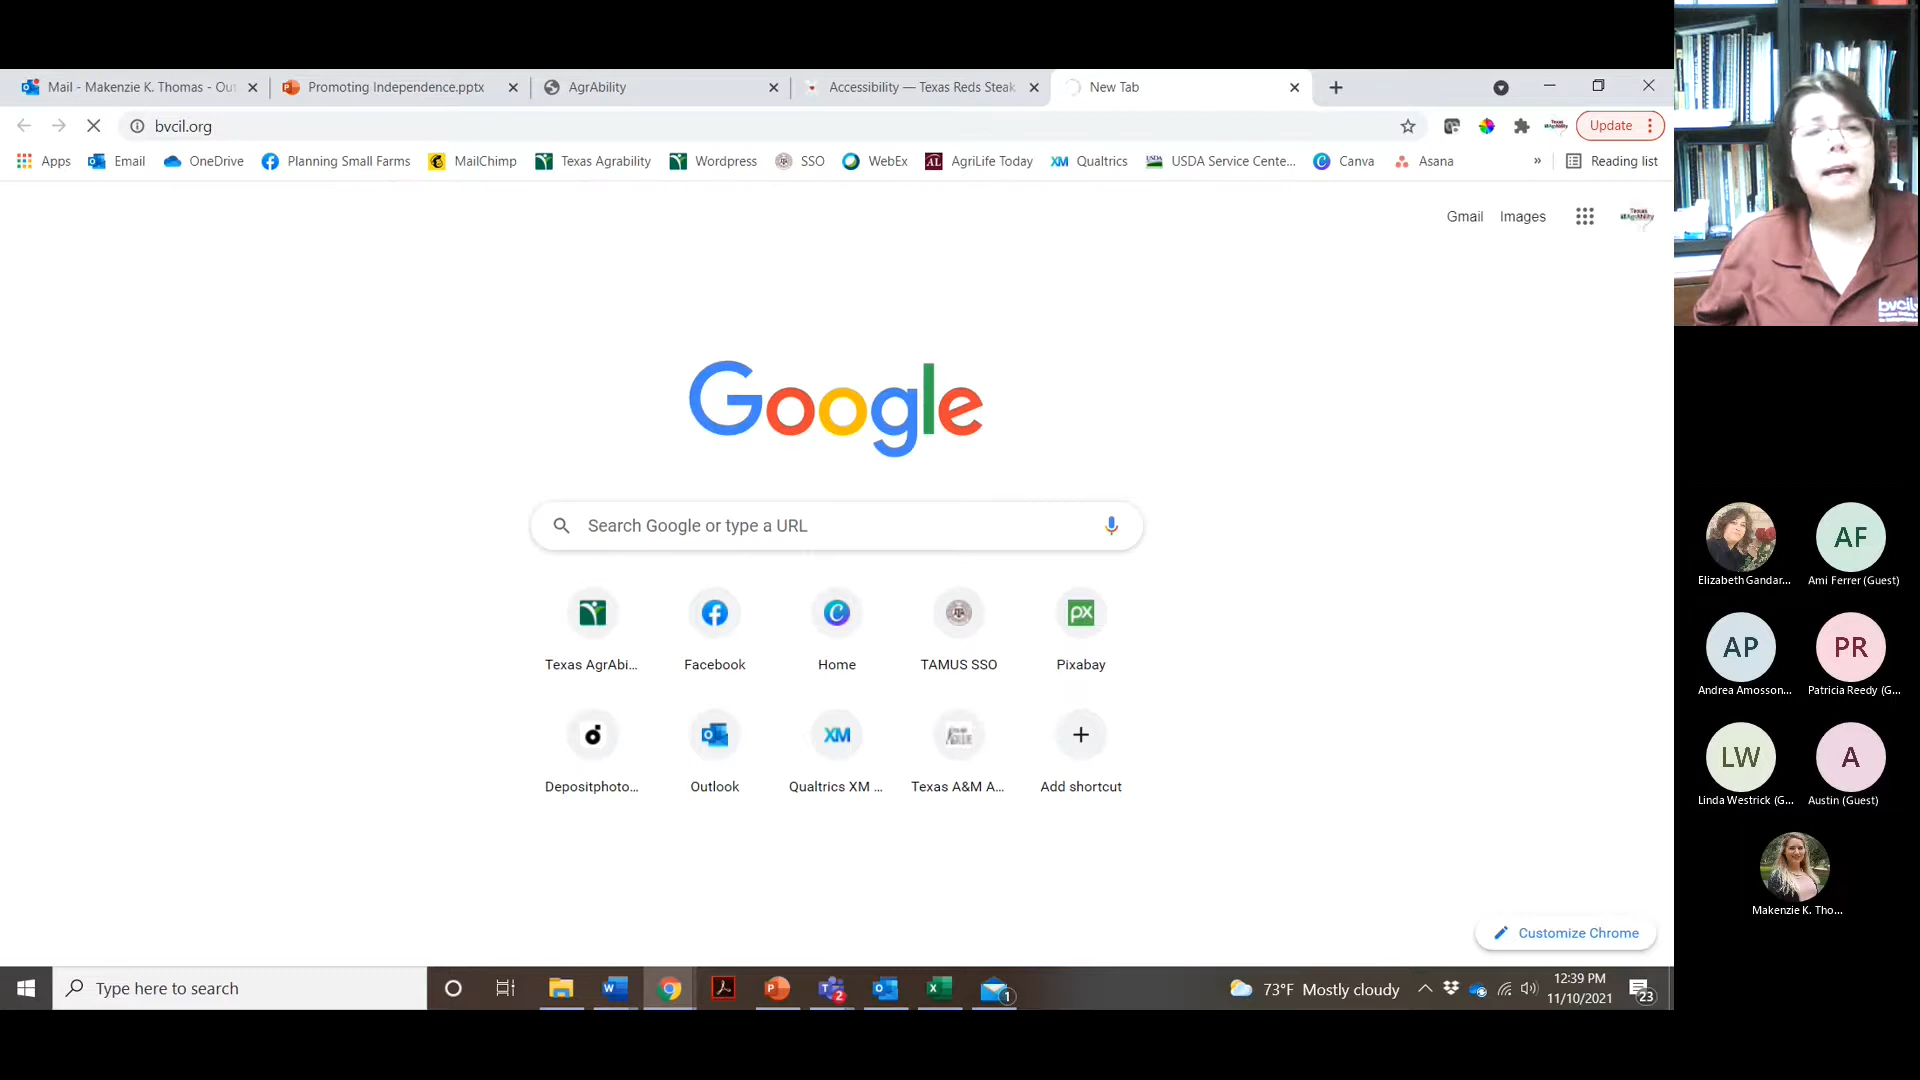 Mail - Makenzie K. Thomas - Out
Promoting Independence.pptx
AgrAbility
Accessibility — Texas Reds Steak
New Tab
bvcil.org
Update
Apps
Email
OneDrive
Planning Small Farms
MailChimp
Texas Agrability
Wordpress
SSO
WebEx
AgriLife Today
Qualtrics
USDA Service Cente...
Canva
Asana
»
Reading list
Gmail
Images
Google
Search Google or type a URL
Texas AgrAbi...
Facebook
Home
TAMUS SSO
Pixabay
Depositphoto...
Outlook
Qualtrics XM ...
Texas A&M A...
Add shortcut
Customize Chrome
Type here to search
73°F Mostly cloudy
12:39 PM
11/10/2021
23
bvcil
Elizabeth Gandar...
AF
Ami Ferrer (Guest)
AP
Andrea Amosson...
PR
Patricia Reedy (G...
LW
Linda Westrick (G...
A
Austin (Guest)
Makenzie K. Tho...